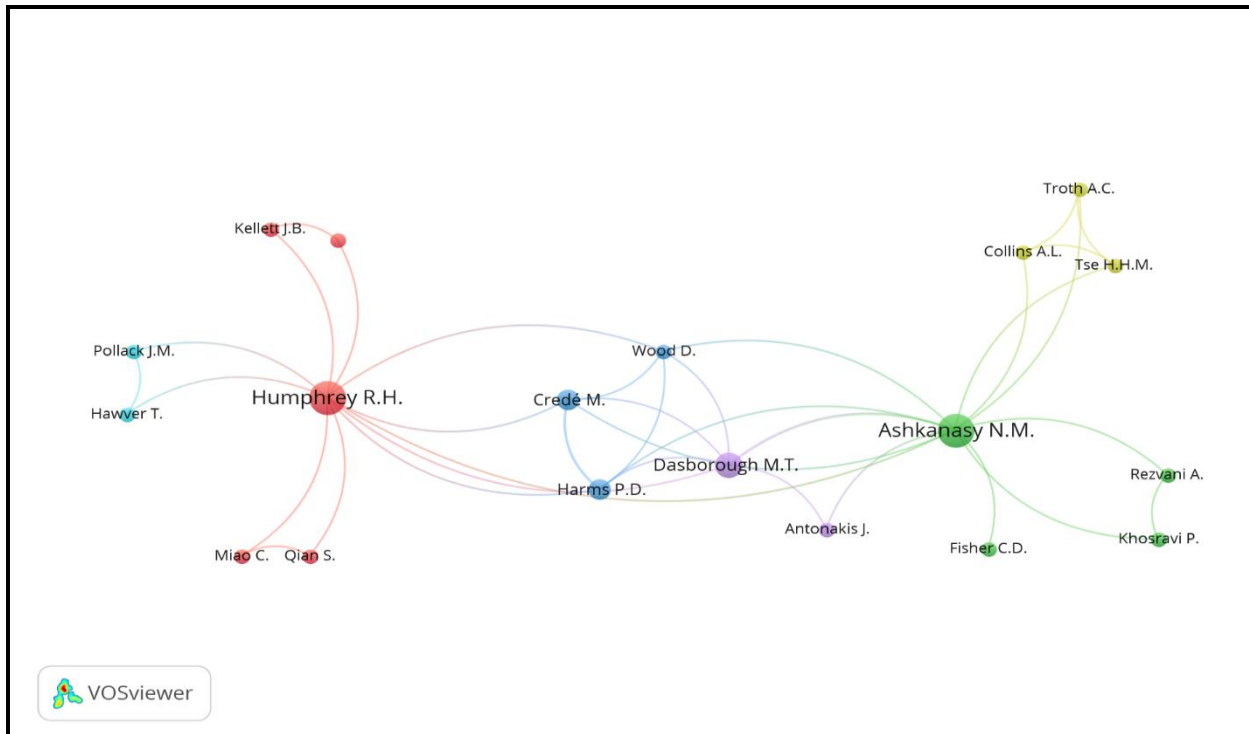 Troth A.C.
Kellett J.B.
Collins A.L.
Tse H.H.M.
Pollack J.M.
Wood D.
Humphrey R.H.
Credé M.
Hawver T.
Ashkanasy N.M.
Dasborough M.T.
Rezvani A.
Harms P.D.
Antonakis J.
Khosravi P.
Fisher C.D.
Miao C.
Qian S.
VOSviewer